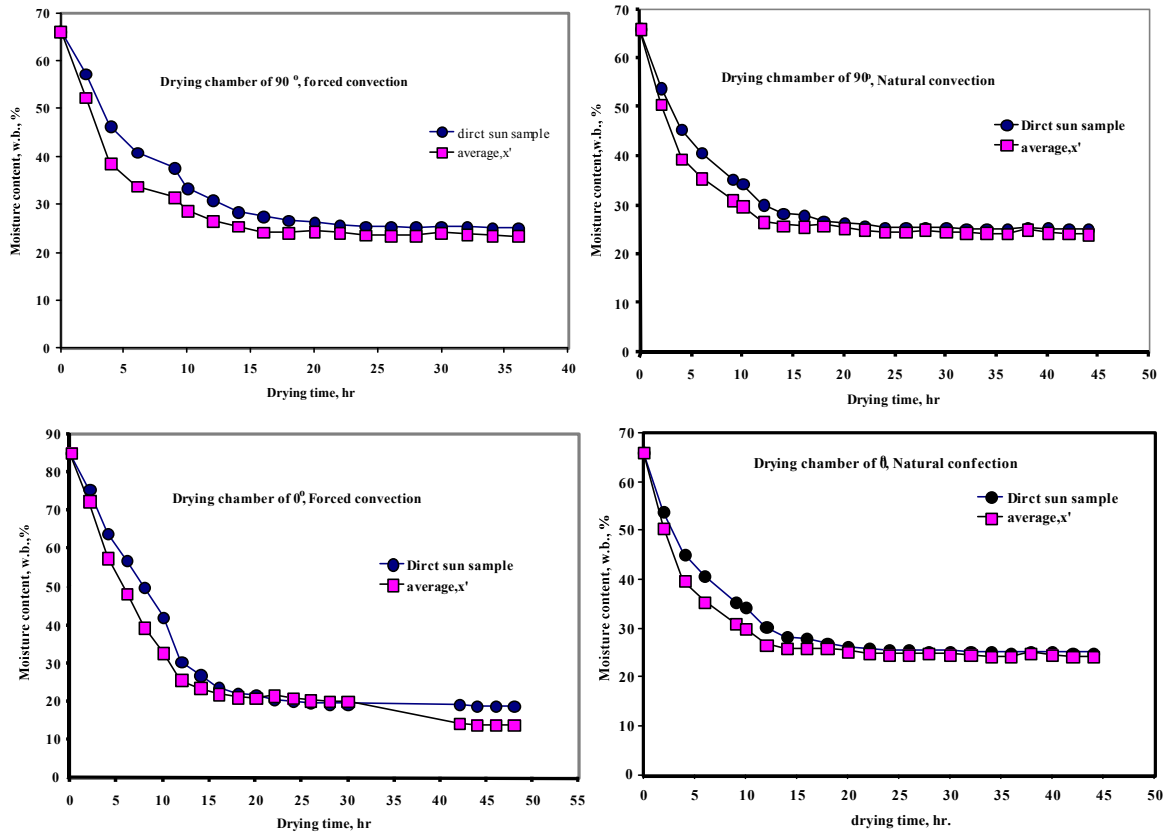 70
60
50
40
30
20
10
0
Moisture content, w.b., %
Drying chamber of 90 °, forced convection
dirct sun sample
average,x'
0 5 10 15 20 25 30 35 40
Drying time, hr
70
60
50
40
30
20
10
0
Moisture content,w.b., %
Drying chmamber of 90°, Natural convection
Dirct sun sample
average,x'
0 5 10 15 20 25 30 35 40 45 50
Drying time, hr
90
80
70
60
50
40
30
20
10
0
Moisture content, w.b.,%
Drying chamber of 0°, Forced convection
Dirct sun sample
average,x'
0 5 10 15 20 25 30 35 40 45 50 55
Drying time, hr
70
60
50
40
30
20
10
0
Moisture content, w.b., %
Drying chamber of 0°, Natural confection
Dirct sun sample
average,x'
0 5 10 15 20 25 30 35 40 45 50
drying time, hr.